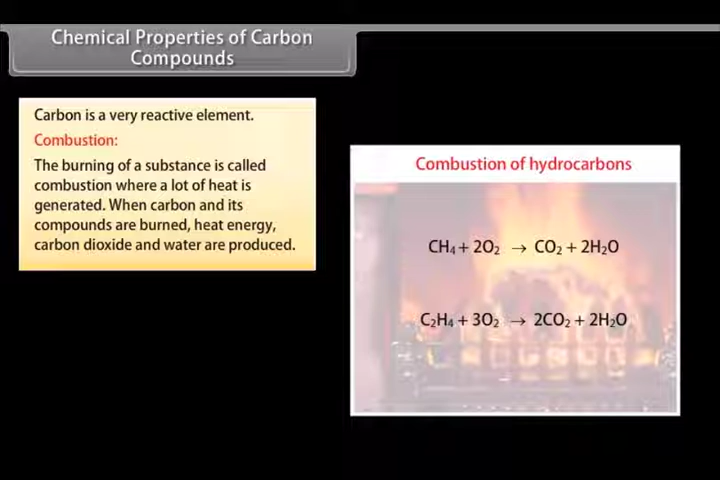 Chemical Properties of Carbon
Compounds
Carbon is a very reactive element.
Combustion:
The burning of a substance is called
combustion where a lot of heat is
generated. When carbon and its
compounds are burned, heat energy,
carbon dioxide and water are produced.
Combustion of hydrocarbons
CH₄ + 2O₂ → CO₂ + 2H₂O
C₂H₄ + 3O₂ → 2CO₂ + 2H₂O